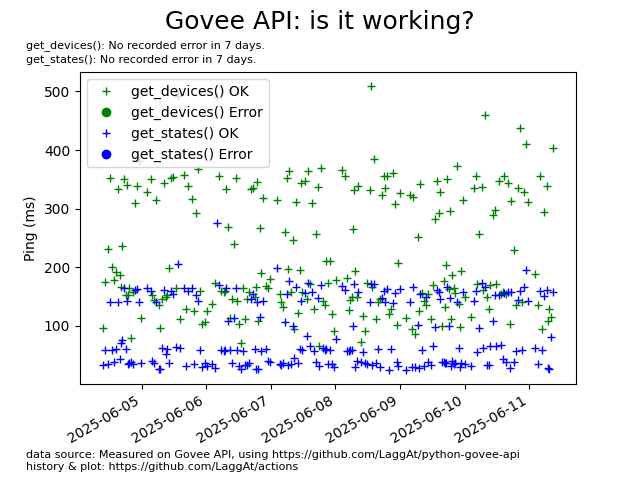 Govee API: is it working?
get_devices(): No recorded error in 7 days.
get_states(): No recorded error in 7 days.
get_devices() OK
get_devices() Error
get_states() OK
get_states() Error
Ping (ms)
500
400
300
200
100
2025-06-05
2025-06-06
2025-06-07
2025-06-08
2025-06-09
2025-06-10
2025-06-11
data source: Measured on Govee API, using https://github.com/LaggAt/python-govee-api
history & plot: https://github.com/LaggAt/actions